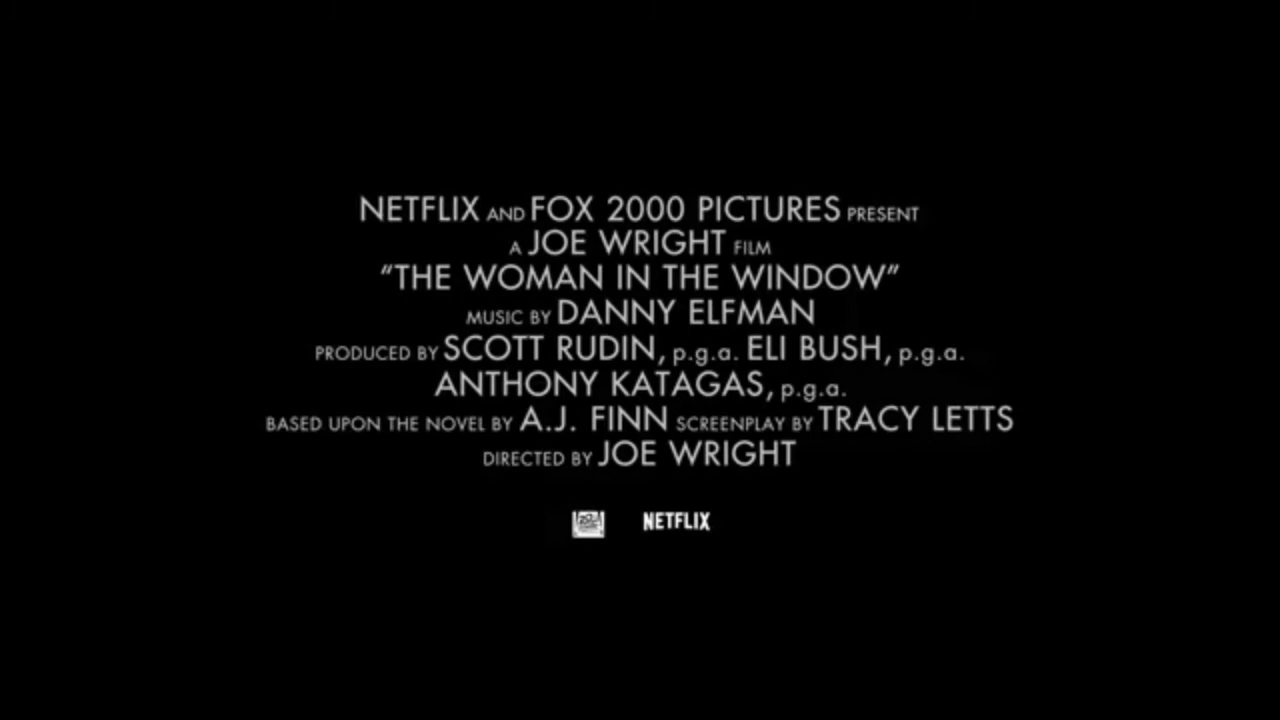 NETFLIX AND FOX 2000 PICTURES PRESENT
A JOE WRIGHT FILM
“THE WOMAN IN THE WINDOW”
MUSIC BY DANNY ELFMAN
PRODUCED BY SCOTT RUDIN, p.g.a. ELI BUSH, p.g.a.
ANTHONY KATAGAS, p.g.a.
BASED UPON THE NOVEL BY A.J. FINN SCREENPLAY BY TRACY LETTS
DIRECTED BY JOE WRIGHT
NETFLIX